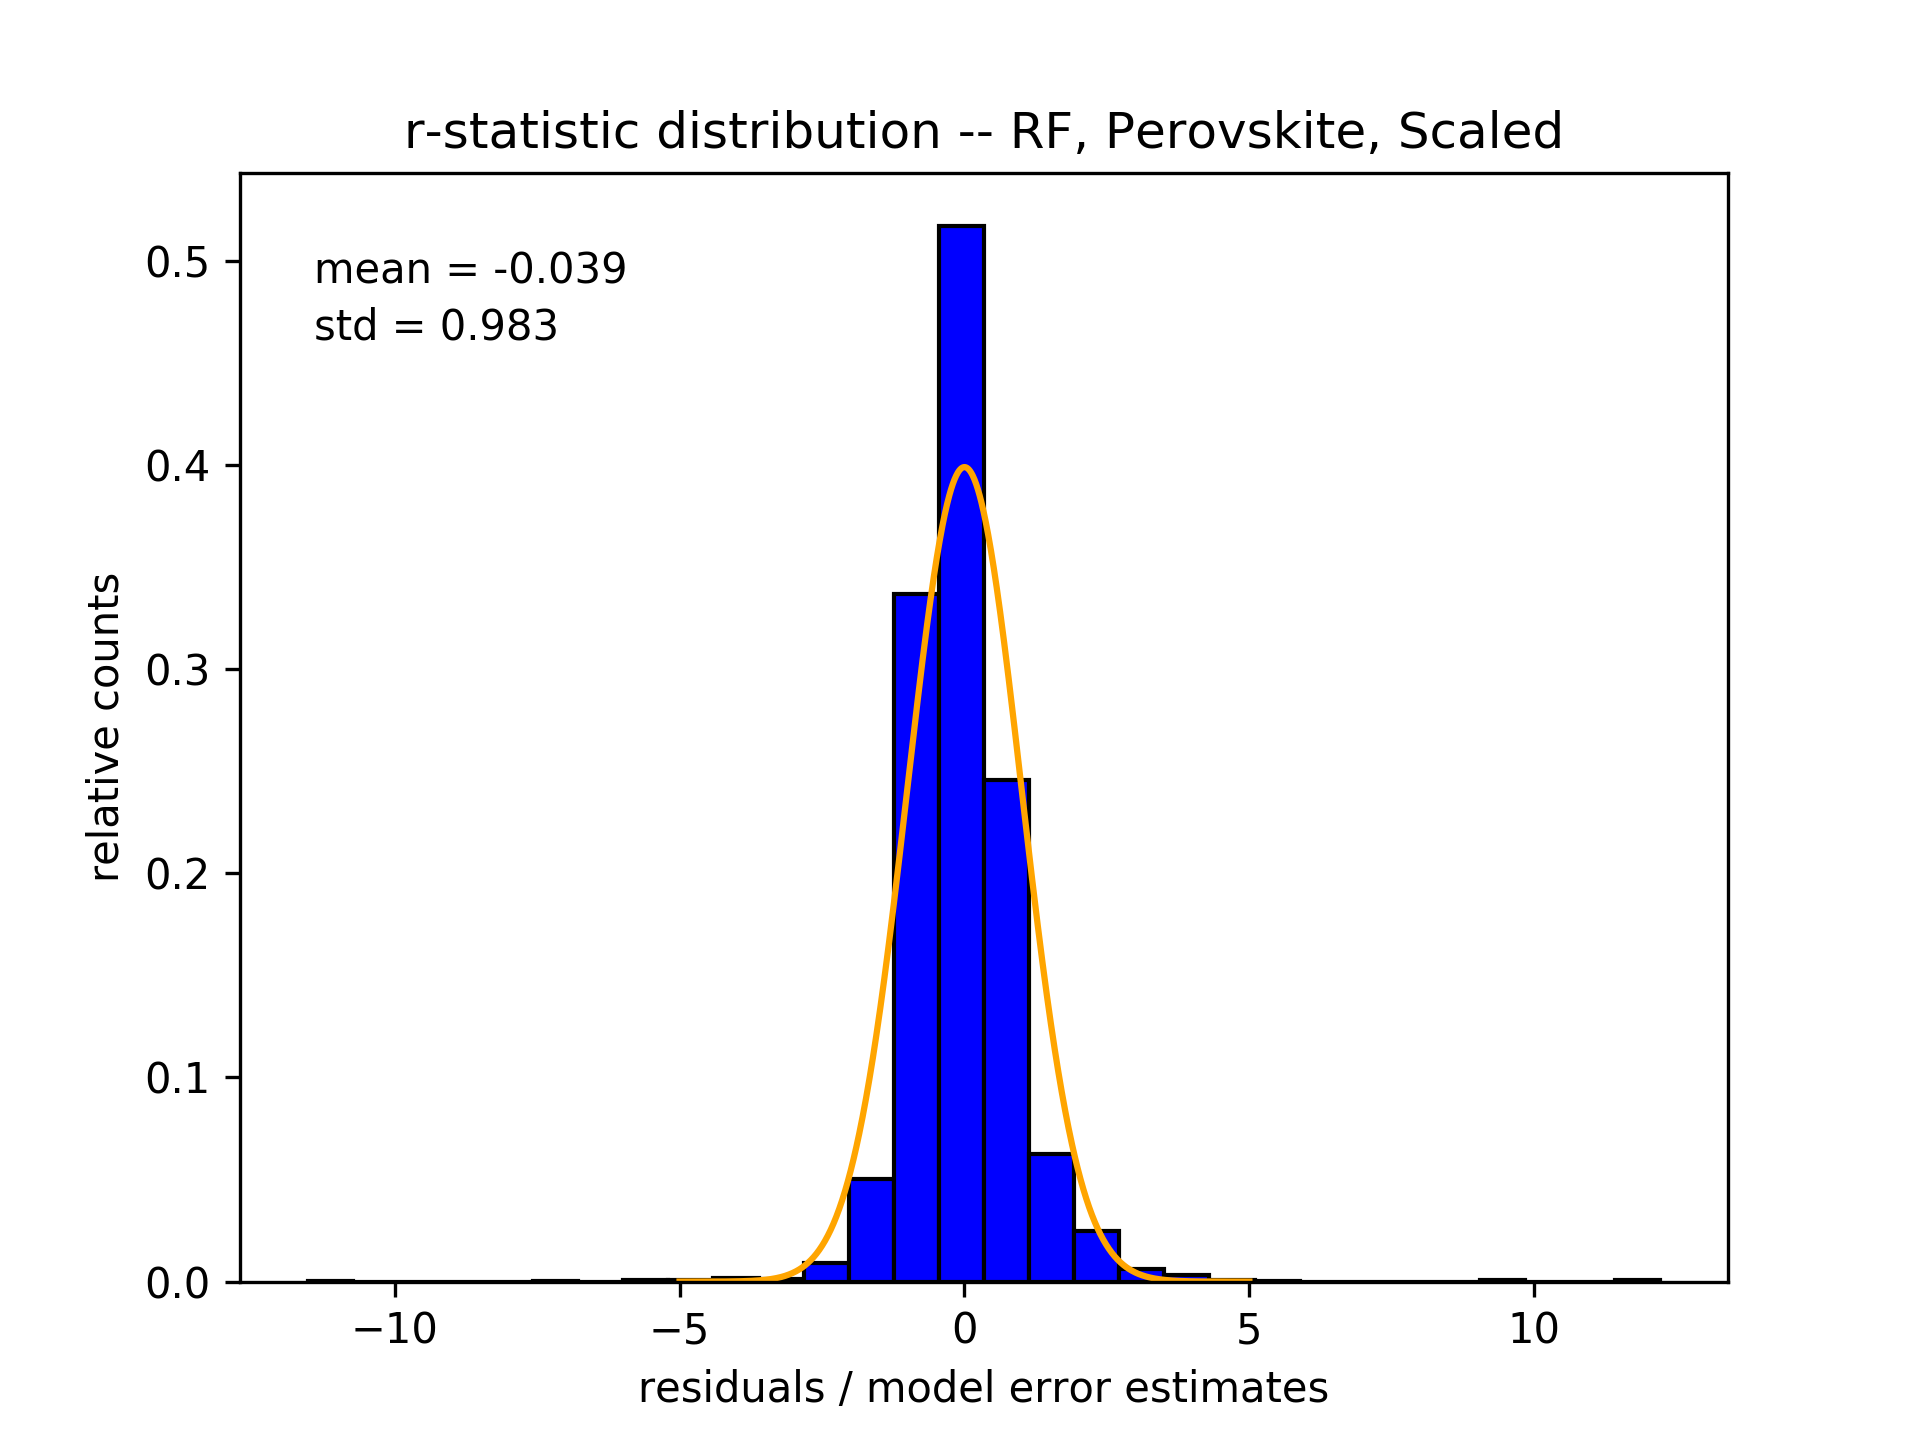 r-statistic distribution -- RF, Perovskite, Scaled
mean = -0.039
std = 0.983
relative counts
0.5
0.4
0.3
0.2
0.1
0.0
−10
−5
0
5
10
residuals / model error estimates